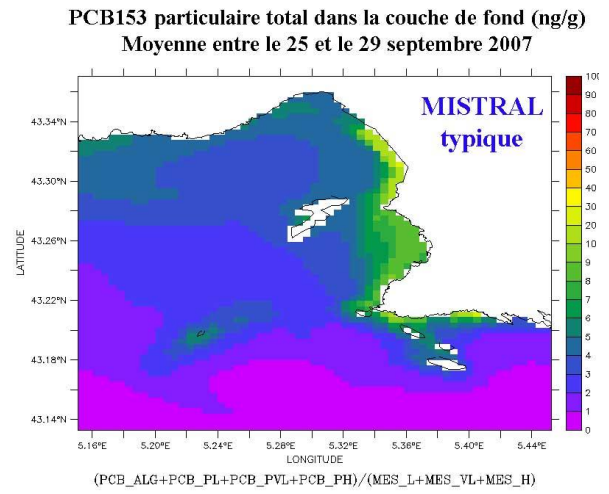 PCB153 particulaire total dans la couche de fond (ng/g)
Moyenne entre le 25 et le 29 septembre 2007
MISTRAL
typique
100
90
80
70
60
50
40
30
20
10
9
8
7
6
5
4
3
2
1
0
43.34°N
43.30°N
43.26°N
43.22°N
43.18°N
43.14°N
LATITUDE
5.16°E
5.20°E
5.24°E
5.28°E
5.32°E
5.36°E
5.40°E
5.44°E
LONGITUDE
(PCB_ALG+PCB_PL+PCB_PVL+PCB_PH)/(MES_L+MES_VL+MES_H)